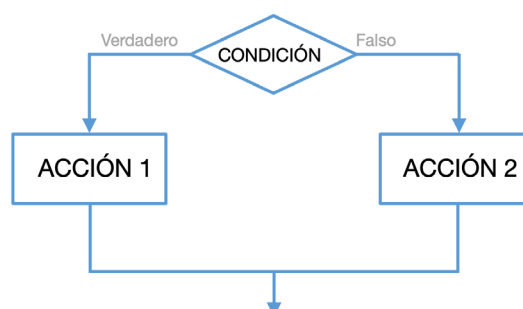 Verdadero
CONDICIÓN
Falso
ACCIÓN 1
ACCIÓN 2